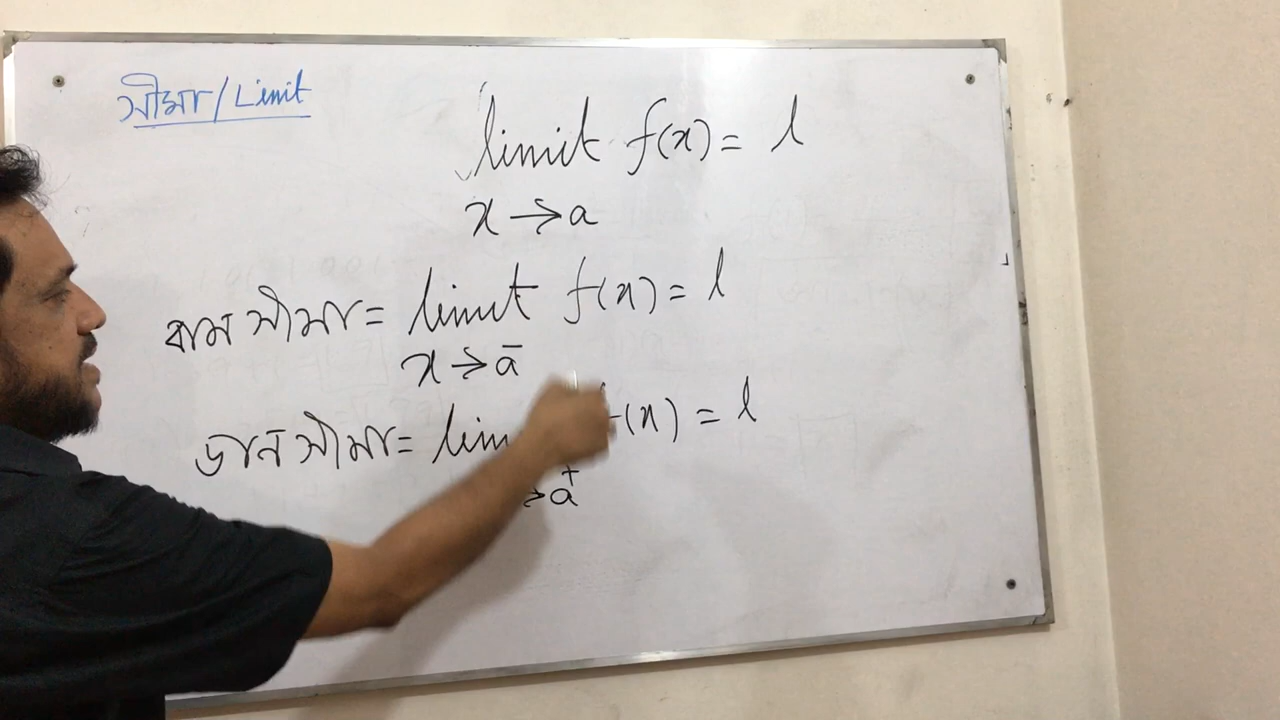 সীমা/Limit
limit f(x) = l
x → a
বাম সীমা = limit f(x) = l
x → a⁻
ডান সীমা = lim (x) = l
→ a⁺